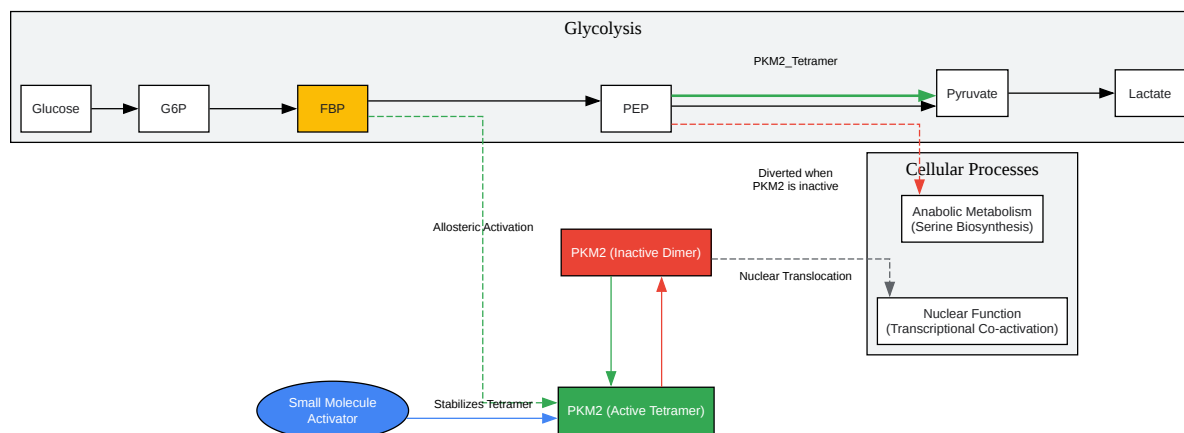 Glycolysis
PKM2_Tetramer
Glucose
G6P
FBP
PEP
Pyruvate
Lactate
Diverted when
PKM2 is inactive
Cellular Processes
Anabolic Metabolism
(Serine Biosynthesis)
Allosteric Activation
PKM2 (Inactive Dimer)
Nuclear Translocation
Nuclear Function
(Transcriptional Co-activation)
Small Molecule
Activator
Stabilizes Tetramer
PKM2 (Active Tetramer)